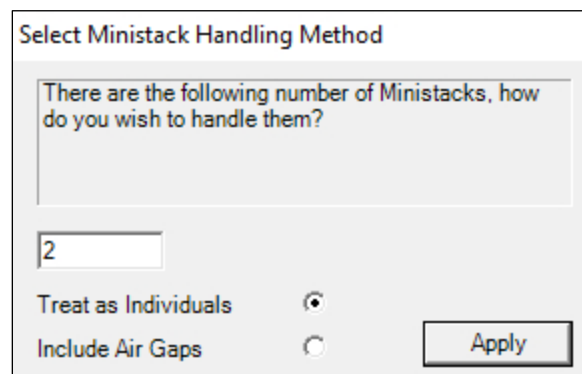 Select Ministack Handling Method
There are the following number of Ministacks, how
do you wish to handle them?
2
Treat as Individuals
Include Air Gaps
Apply